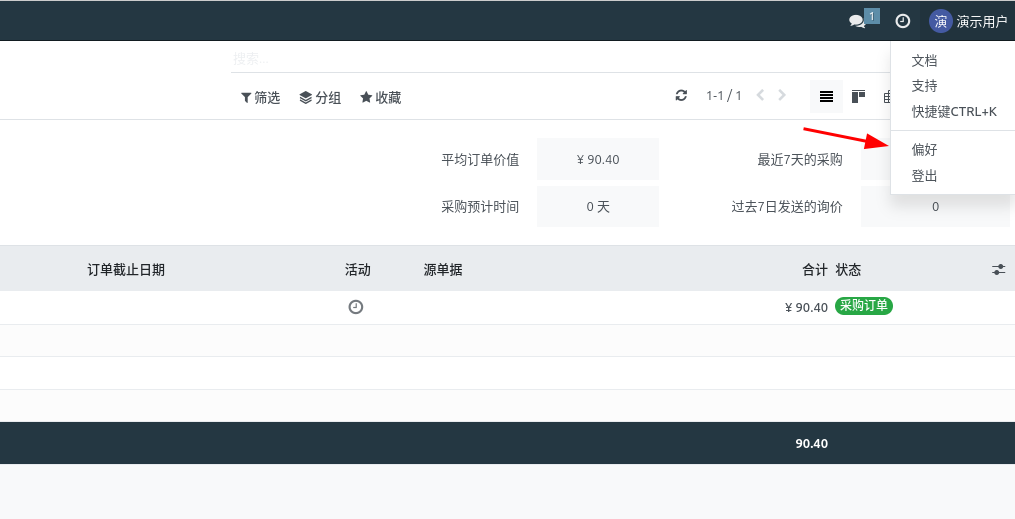 1 演 演示用户
搜索...
文档
支持
快捷键CTRL+K
偏好
登出
筛选 分组 收藏 1-1 / 1
平均订单价值 ¥ 90.40 最近7天的采购
采购预计时间 0 天 过去7日发送的询价 0
订单截止日期 活动 源单据 合计 状态
¥ 90.40 采购订单
90.40